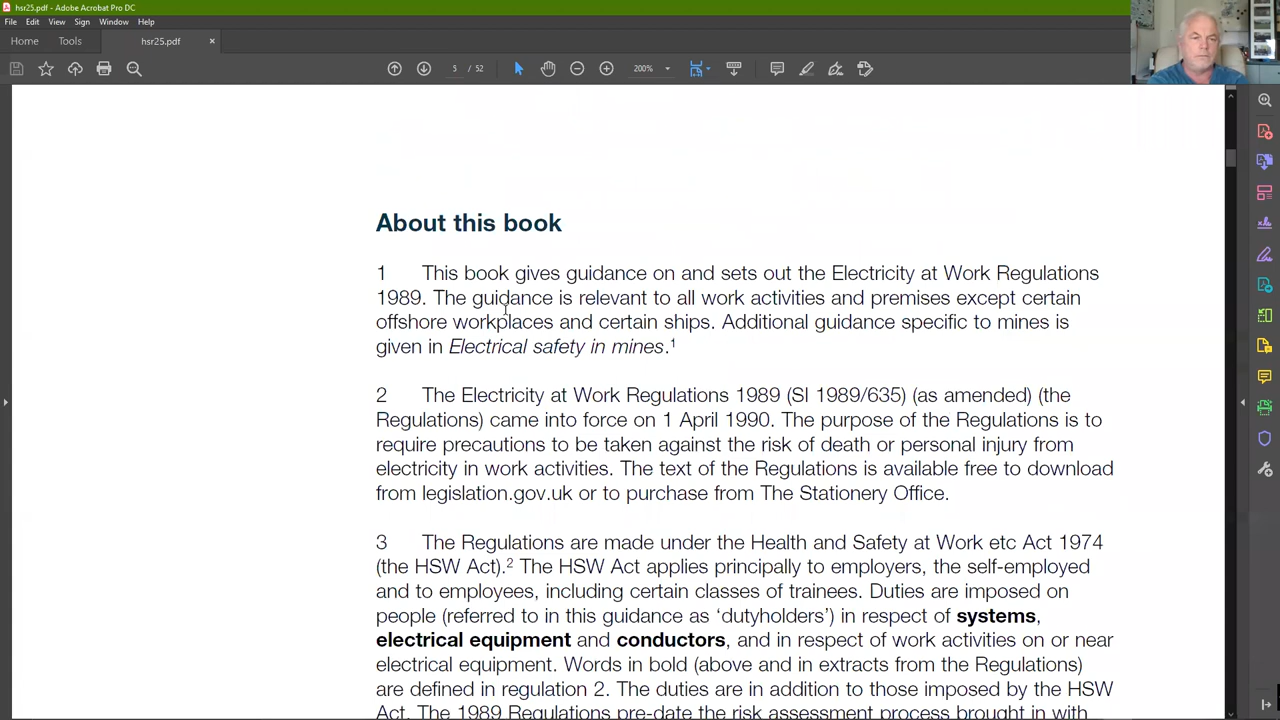 hsr25.pdf - Adobe Acrobat Pro DC
File Edit View Sign Window Help
Home Tools hsr25.pdf ×
5 / 52 200%
About this book
1 This book gives guidance on and sets out the Electricity at Work Regulations
1989. The guidance is relevant to all work activities and premises except certain
offshore workplaces and certain ships. Additional guidance specific to mines is
given in Electrical safety in mines.¹
2 The Electricity at Work Regulations 1989 (SI 1989/635) (as amended) (the
Regulations) came into force on 1 April 1990. The purpose of the Regulations is to
require precautions to be taken against the risk of death or personal injury from
electricity in work activities. The text of the Regulations is available free to download
from legislation.gov.uk or to purchase from The Stationery Office.
3 The Regulations are made under the Health and Safety at Work etc Act 1974
(the HSW Act).² The HSW Act applies principally to employers, the self-employed
and to employees, including certain classes of trainees. Duties are imposed on
people (referred to in this guidance as ‘dutyholders’) in respect of systems,
electrical equipment and conductors, and in respect of work activities on or near
electrical equipment. Words in bold (above and in extracts from the Regulations)
are defined in regulation 2. The duties are in addition to those imposed by the HSW
Act. The 1989 Regulations pre-date the risk assessment process brought in with